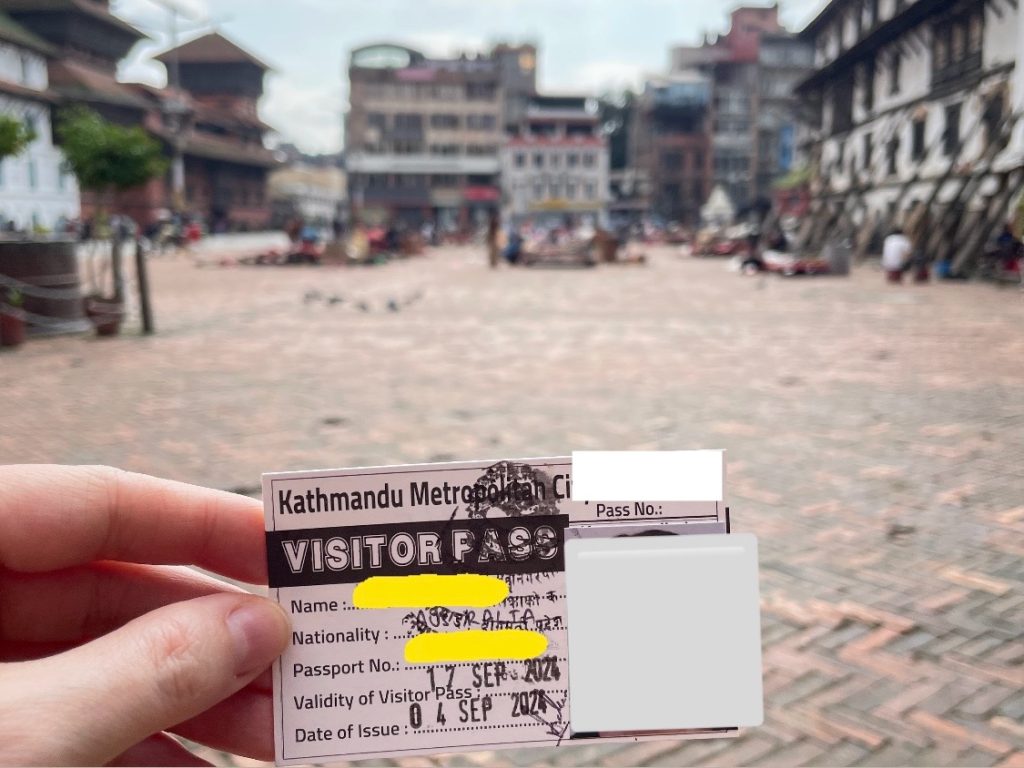 Kathmandu Metropolitan Ci
Pass No.:
VISITOR PASS
Name :
Nationality : AUSTRALIA
Passport No.:
17 SEP 2024
Validity of Visitor Pass :
04 SEP 2024
Date of Issue :